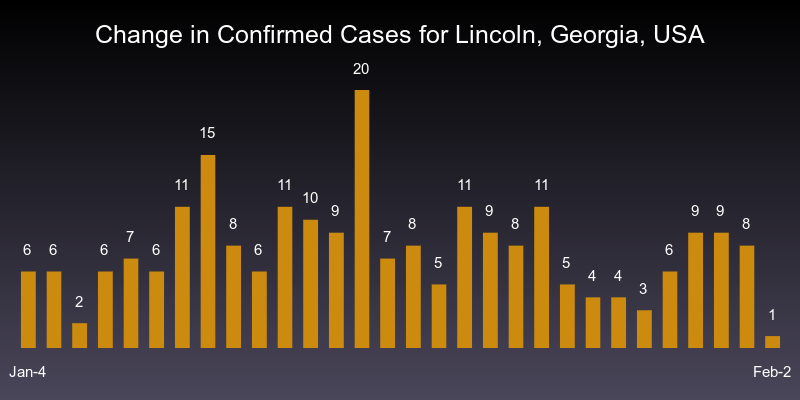 Change in Confirmed Cases for Lincoln, Georgia, USA
6 6 2 6 7 6 11 15 8 6 11 10 9 20 7 8 5 11 9 8 11 5 4 4 3 6 9 9 8 1
Jan-4 Feb-2